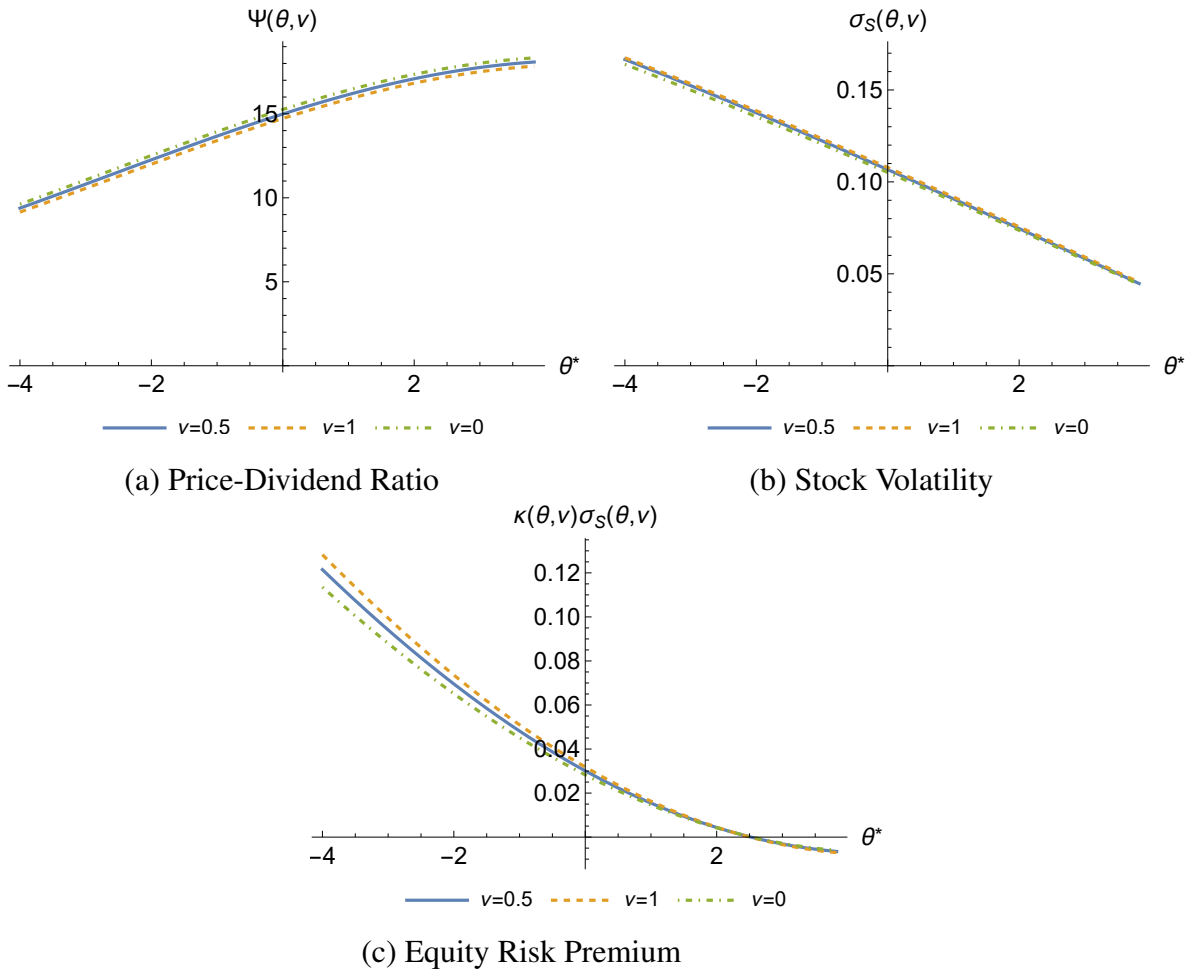 Ψ(θ,ν)
15
10
5
−4 −2 2 θ*
ν=0.5 ν=1 ν=0
(a) Price-Dividend Ratio
σS(θ,ν)
0.15
0.10
0.05
−4 −2 0 2 θ*
ν=0.5 ν=1 ν=0
(b) Stock Volatility
κ(θ,ν)σS(θ,ν)
0.12
0.10
0.08
0.06
0.04
0.02
−4 −2 2 θ*
ν=0.5 ν=1 ν=0
(c) Equity Risk Premium